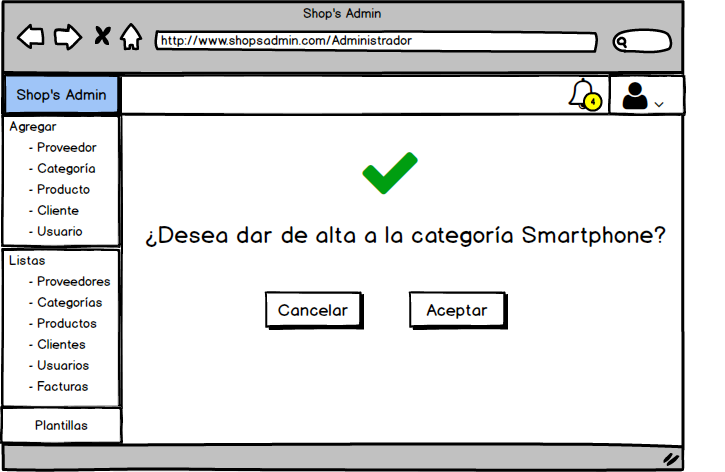 Shop's Admin
http://www.shopsadmin.com/Administrador
Shop's Admin
4
Agregar
- Proveedor
- Categoría
- Producto
- Cliente
- Usuario
¿Desea dar de alta a la categoría Smartphone?
Cancelar
Aceptar
Listas
- Proveedores
- Categorías
- Productos
- Clientes
- Usuarios
- Facturas
Plantillas